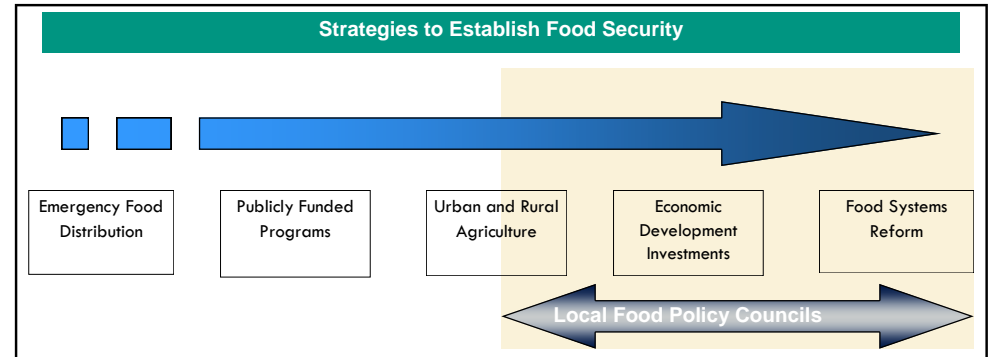 Strategies to Establish Food Security
Emergency Food
Distribution
Publicly Funded
Programs
Urban and Rural
Agriculture
Economic
Development
Investments
Food Systems
Reform
Local Food Policy Councils